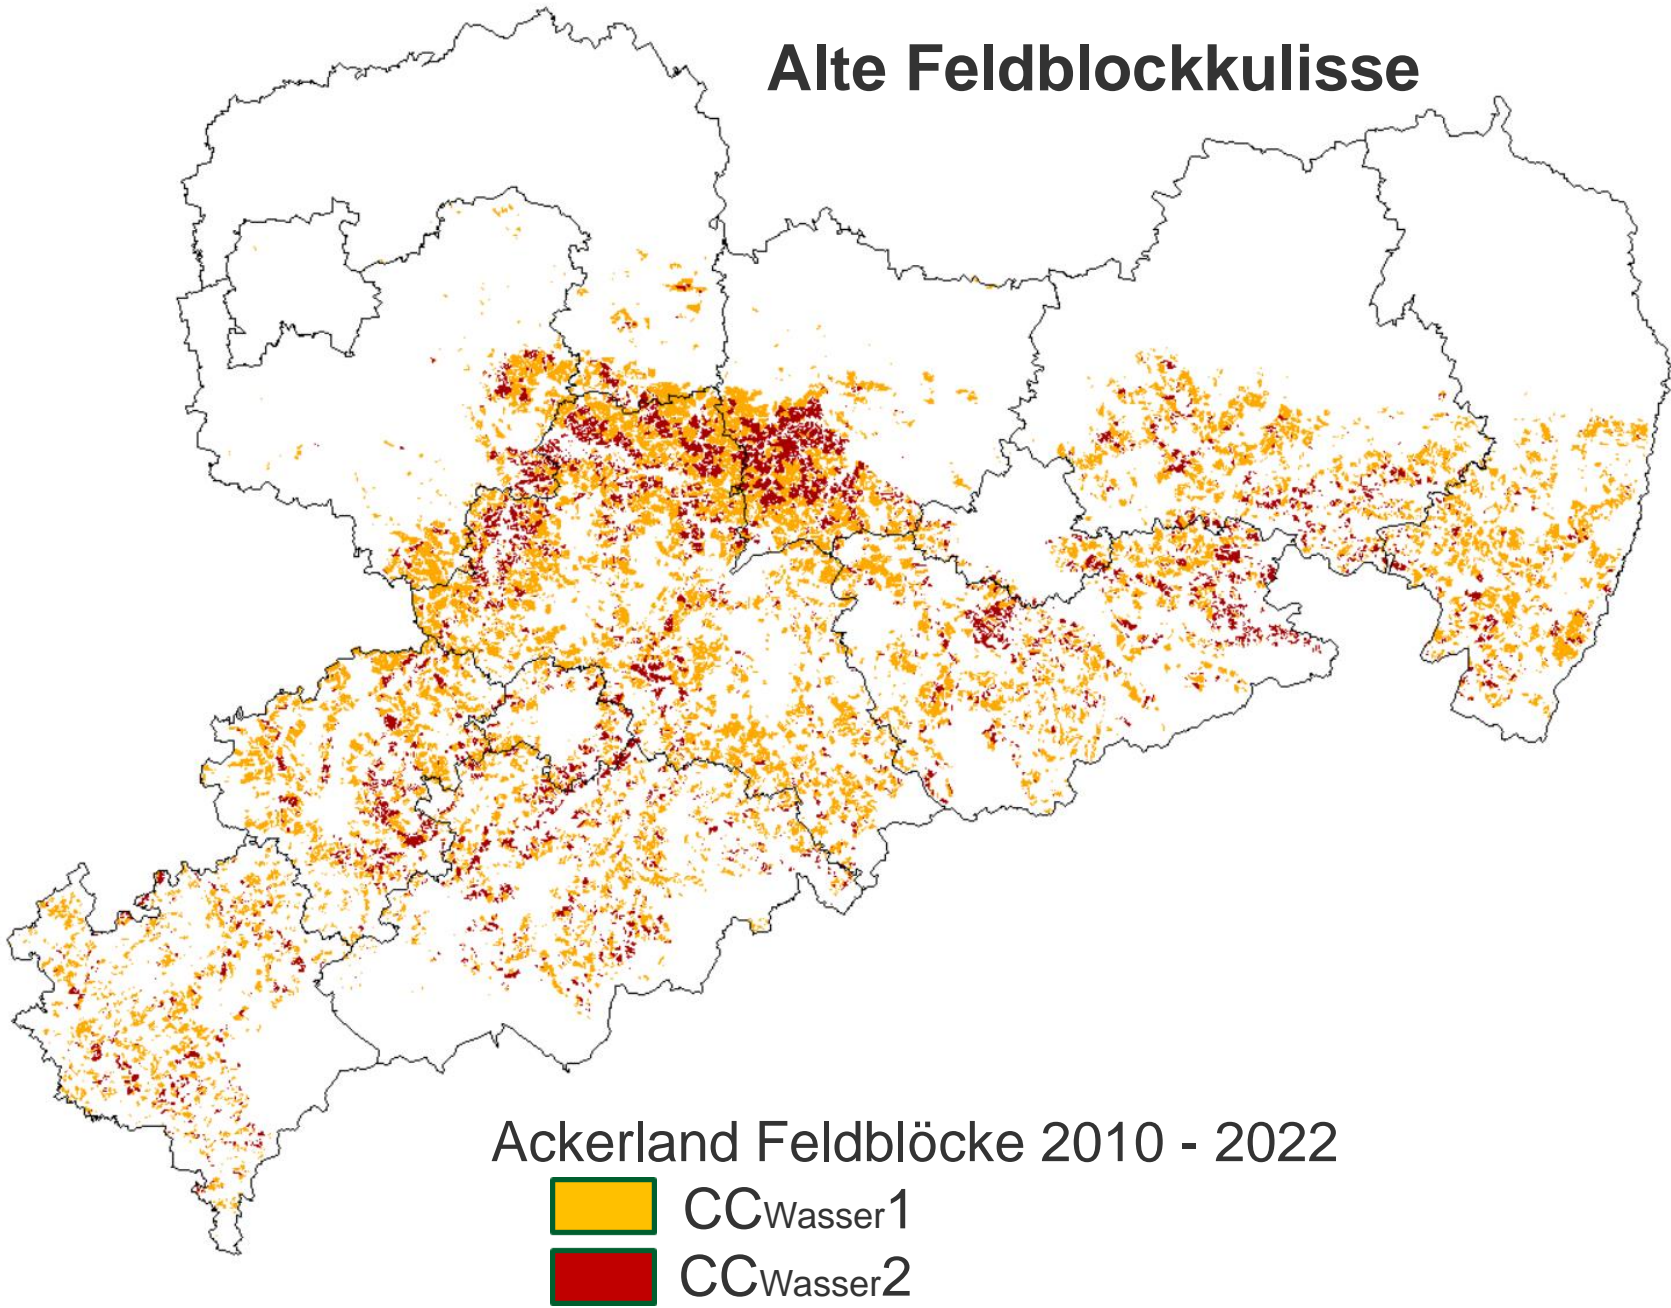 Alte Feldblockkulisse
Ackerland Feldblöcke 2010 - 2022
CCWasser1
CCWasser2